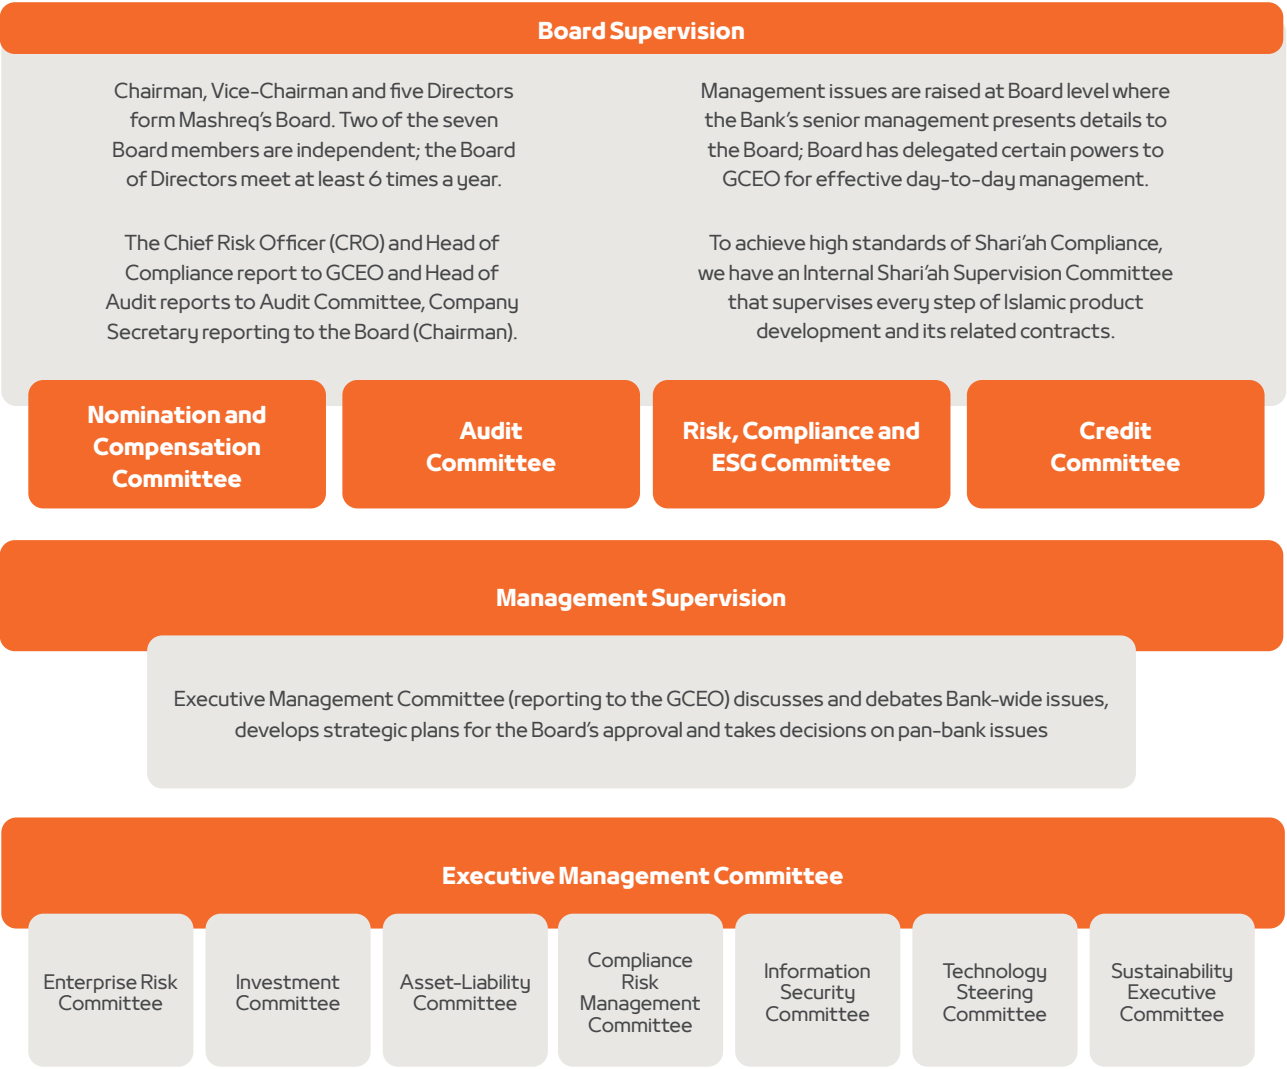 Board Supervision
Chairman, Vice-Chairman and five Directors
form Mashreq’s Board. Two of the seven
Board members are independent; the Board
of Directors meet at least 6 times a year.
The Chief Risk Officer (CRO) and Head of
Compliance report to GCEO and Head of
Audit reports to Audit Committee, Company
Secretary reporting to the Board (Chairman).
Management issues are raised at Board level where
the Bank’s senior management presents details to
the Board; Board has delegated certain powers to
GCEO for effective day-to-day management.
To achieve high standards of Shari’ah Compliance,
we have an Internal Shari’ah Supervision Committee
that supervises every step of Islamic product
development and its related contracts.
Nomination and
Compensation
Committee
Audit
Committee
Risk, Compliance and
ESG Committee
Credit
Committee
Management Supervision
Executive Management Committee (reporting to the GCEO) discusses and debates Bank-wide issues,
develops strategic plans for the Board’s approval and takes decisions on pan-bank issues
Executive Management Committee
Enterprise Risk
Committee
Investment
Committee
Asset-Liability
Committee
Compliance
Risk
Management
Committee
Information
Security
Committee
Technology
Steering
Committee
Sustainability
Executive
Committee